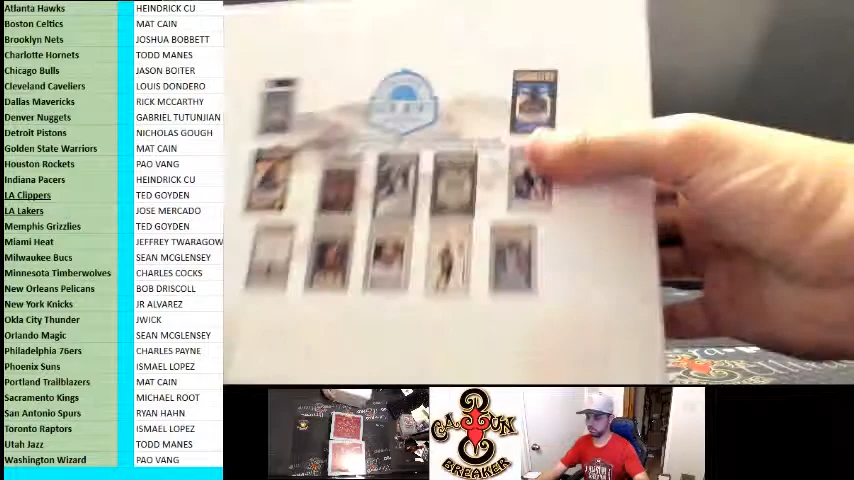 Atlanta Hawks HEINDRICK CU
Boston Celtics MAT CAIN
Brooklyn Nets JOSHUA BOBBETT
Charlotte Hornets TODD MANES
Chicago Bulls JASON BOITER
Cleveland Caveliers LOUIS DONDERO
Dallas Mavericks RICK MCCARTHY
Denver Nuggets GABRIEL TUTUNJIAN
Detroit Pistons NICHOLAS GOUGH
Golden State Warriors MAT CAIN
Houston Rockets PAO VANG
Indiana Pacers HEINDRICK CU
LA Clippers TED GOYDEN
LA Lakers JOSE MERCADO
Memphis Grizzlies TED GOYDEN
Miami Heat JEFFREY TWARAGOW
Milwaukee Bucs SEAN MCGLENSEY
Minnesota Timberwolves CHARLES COCKS
New Orleans Pelicans BOB DRISCOLL
New York Knicks JR ALVAREZ
Okla City Thunder JWICK
Orlando Magic SEAN MCGLENSEY
Philadelphia 76ers CHARLES PAYNE
Phoenix Suns ISMAEL LOPEZ
Portland Trailblazers MAT CAIN
Sacramento Kings MICHAEL ROOT
San Antonio Spurs RYAN HAHN
Toronto Raptors ISMAEL LOPEZ
Utah Jazz TODD MANES
Washington Wizard PAO VANG
CAJUN
BREAKER